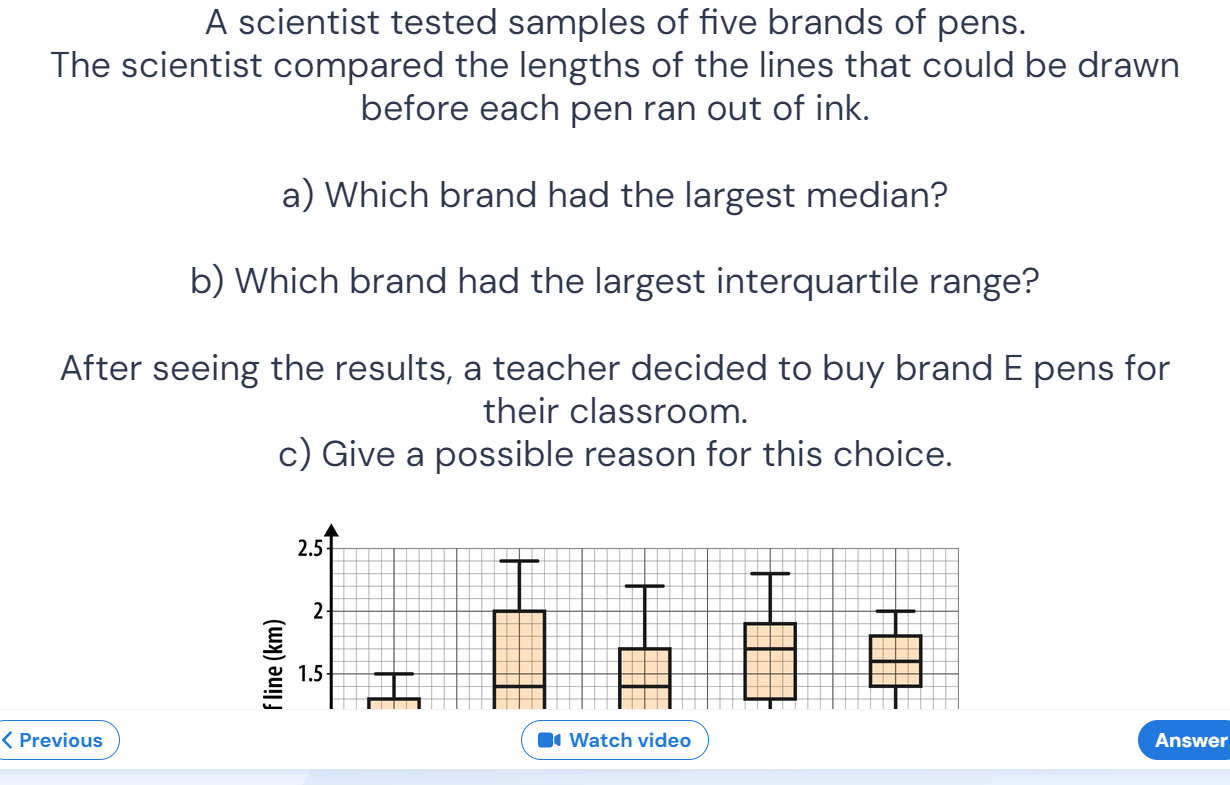 A scientist tested samples of five brands of pens.
The scientist compared the lengths of the lines that could be drawn
before each pen ran out of ink.
a) Which brand had the largest median?
b) Which brand had the largest interquartile range?
After seeing the results, a teacher decided to buy brand E pens for
their classroom.
c) Give a possible reason for this choice.
2.5
2
1.5
f line (km)
Previous
Watch video
Answer